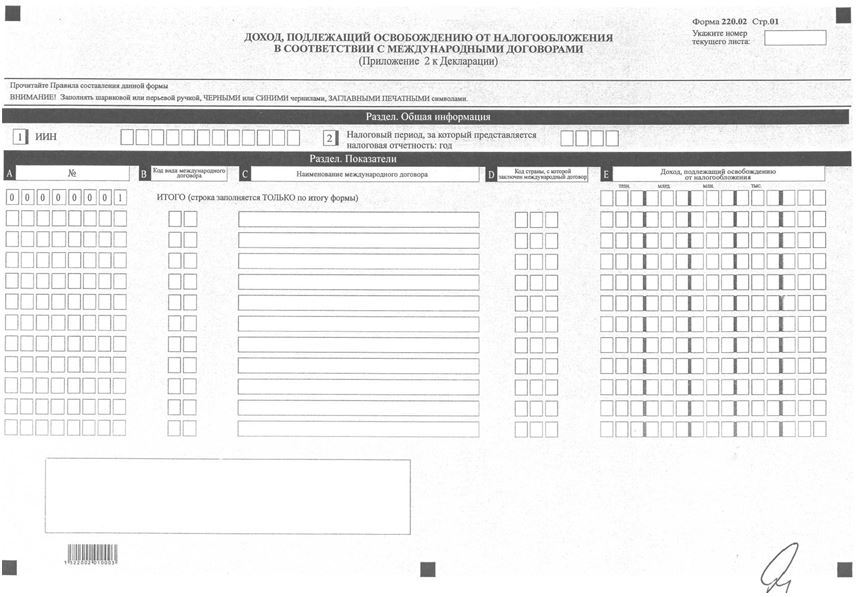 Форма 220.02 Стр.01
ДОХОД, ПОДЛЕЖАЩИЙ ОСВОБОЖДЕНИЮ ОТ НАЛОГООБЛОЖЕНИЯ
В СООТВЕТСТВИИ С МЕЖДУНАРОДНЫМИ ДОГОВОРАМИ
(Приложение 2 к Декларации)
Укажите номер
текущего листа:
Прочитайте Правила составления данной формы
ВНИМАНИЕ! Заполнять шариковой или перьевой ручкой, ЧЕРНЫМИ или СИНИМИ чернилами, ЗАГЛАВНЫМИ ПЕЧАТНЫМИ символами.
Раздел. Общая информация
1 ИИН
2 Налоговый период, за который представляется
налоговая отчетность: год
Раздел. Показатели
A №
B Код вида международного
договора
C Наименование международного договора
D Код страны, с которой
заключен международный договор
E Доход, подлежащий освобождению
от налогообложения
трлн. млрд. млн. тыс.
0 0 0 0 0 0 0 1 ИТОГО (строка заполняется ТОЛЬКО по итогу формы)
1522002010003